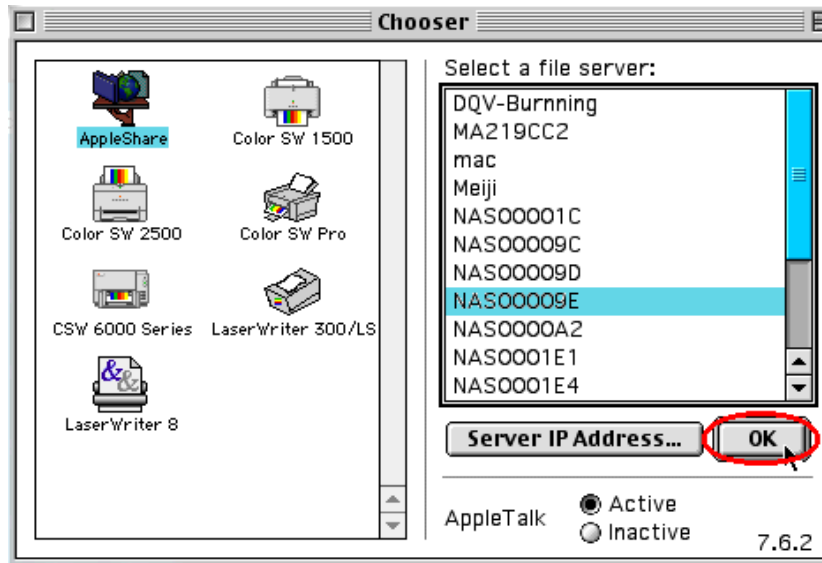 Chooser
AppleShare
Color SW 1500
Color SW 2500
Color SW Pro
CSW 6000 Series
LaserWriter 300/LS
LaserWriter 8
Select a file server:
DQV-Burnning
MA219CC2
mac
Meiji
NAS00001C
NAS00009C
NAS00009D
NAS00009E
NAS0000A2
NAS0001E1
NAS0001E4
Server IP Address...
OK
AppleTalk
Active
Inactive
7.6.2